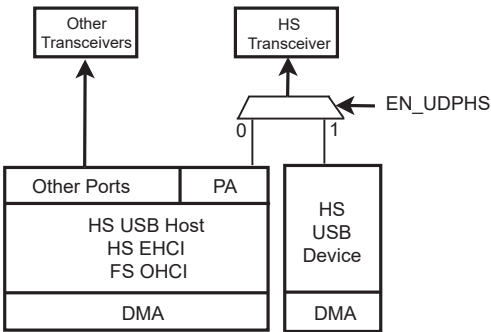 Other
Transceivers
HS
Transceiver
EN_UDPHS
0
1
Other Ports
PA
HS USB Host
HS EHCI
FS OHCI
DMA
HS
USB
Device
DMA